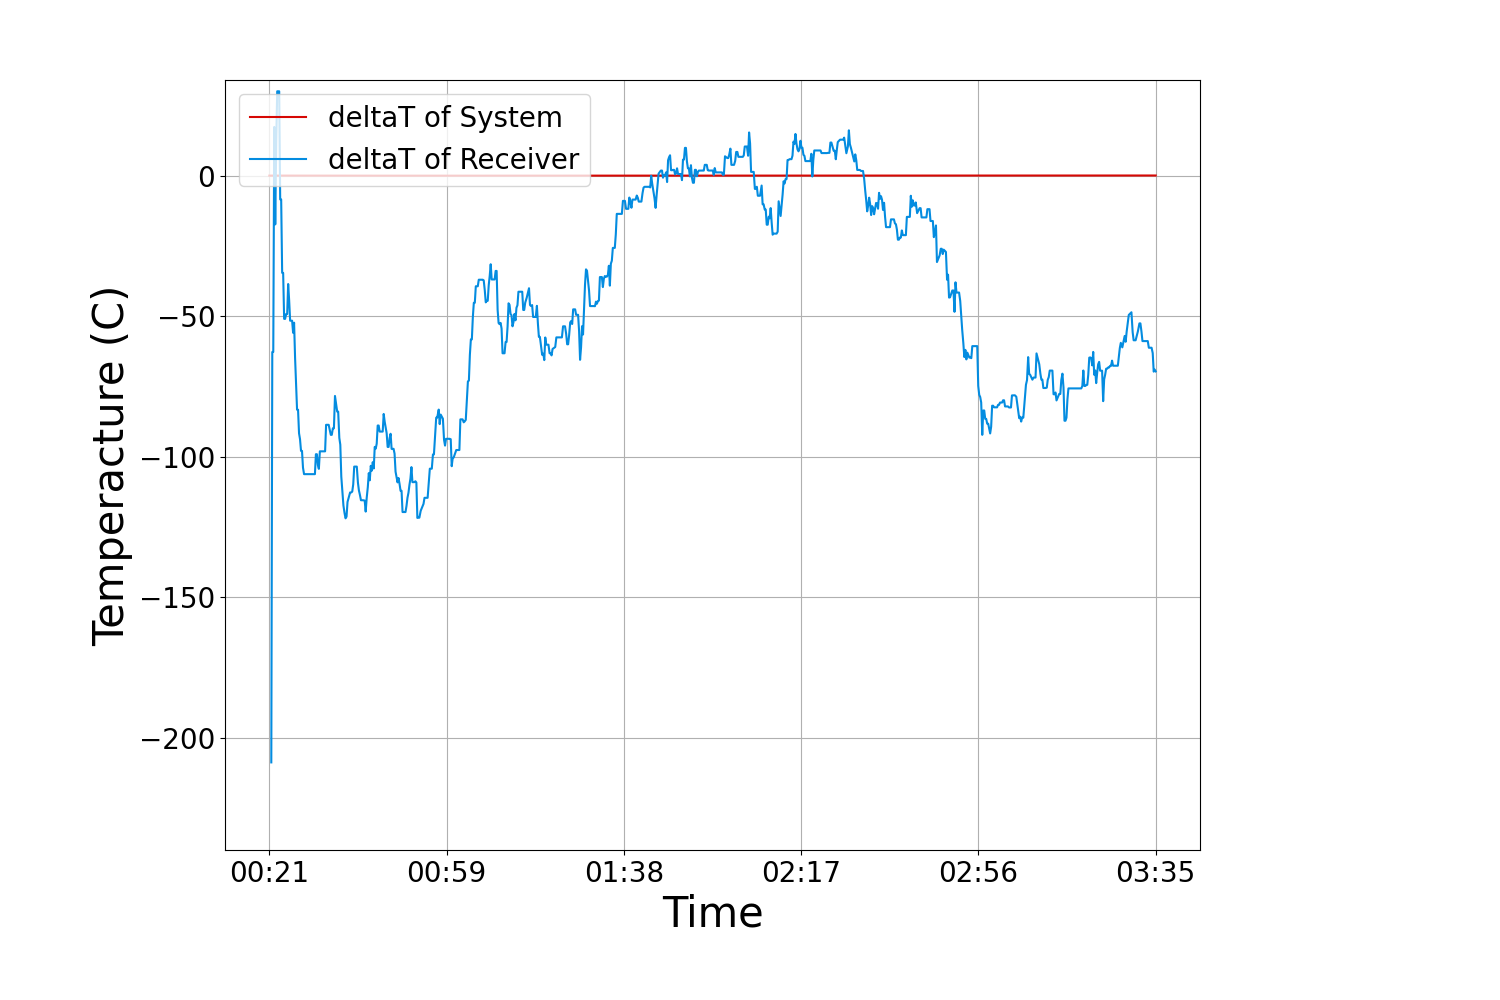 deltaT of System
deltaT of Receiver
0
−50
−100
−150
−200
Temperacture (C)
00:21 00:59 01:38 02:17 02:56 03:35
Time